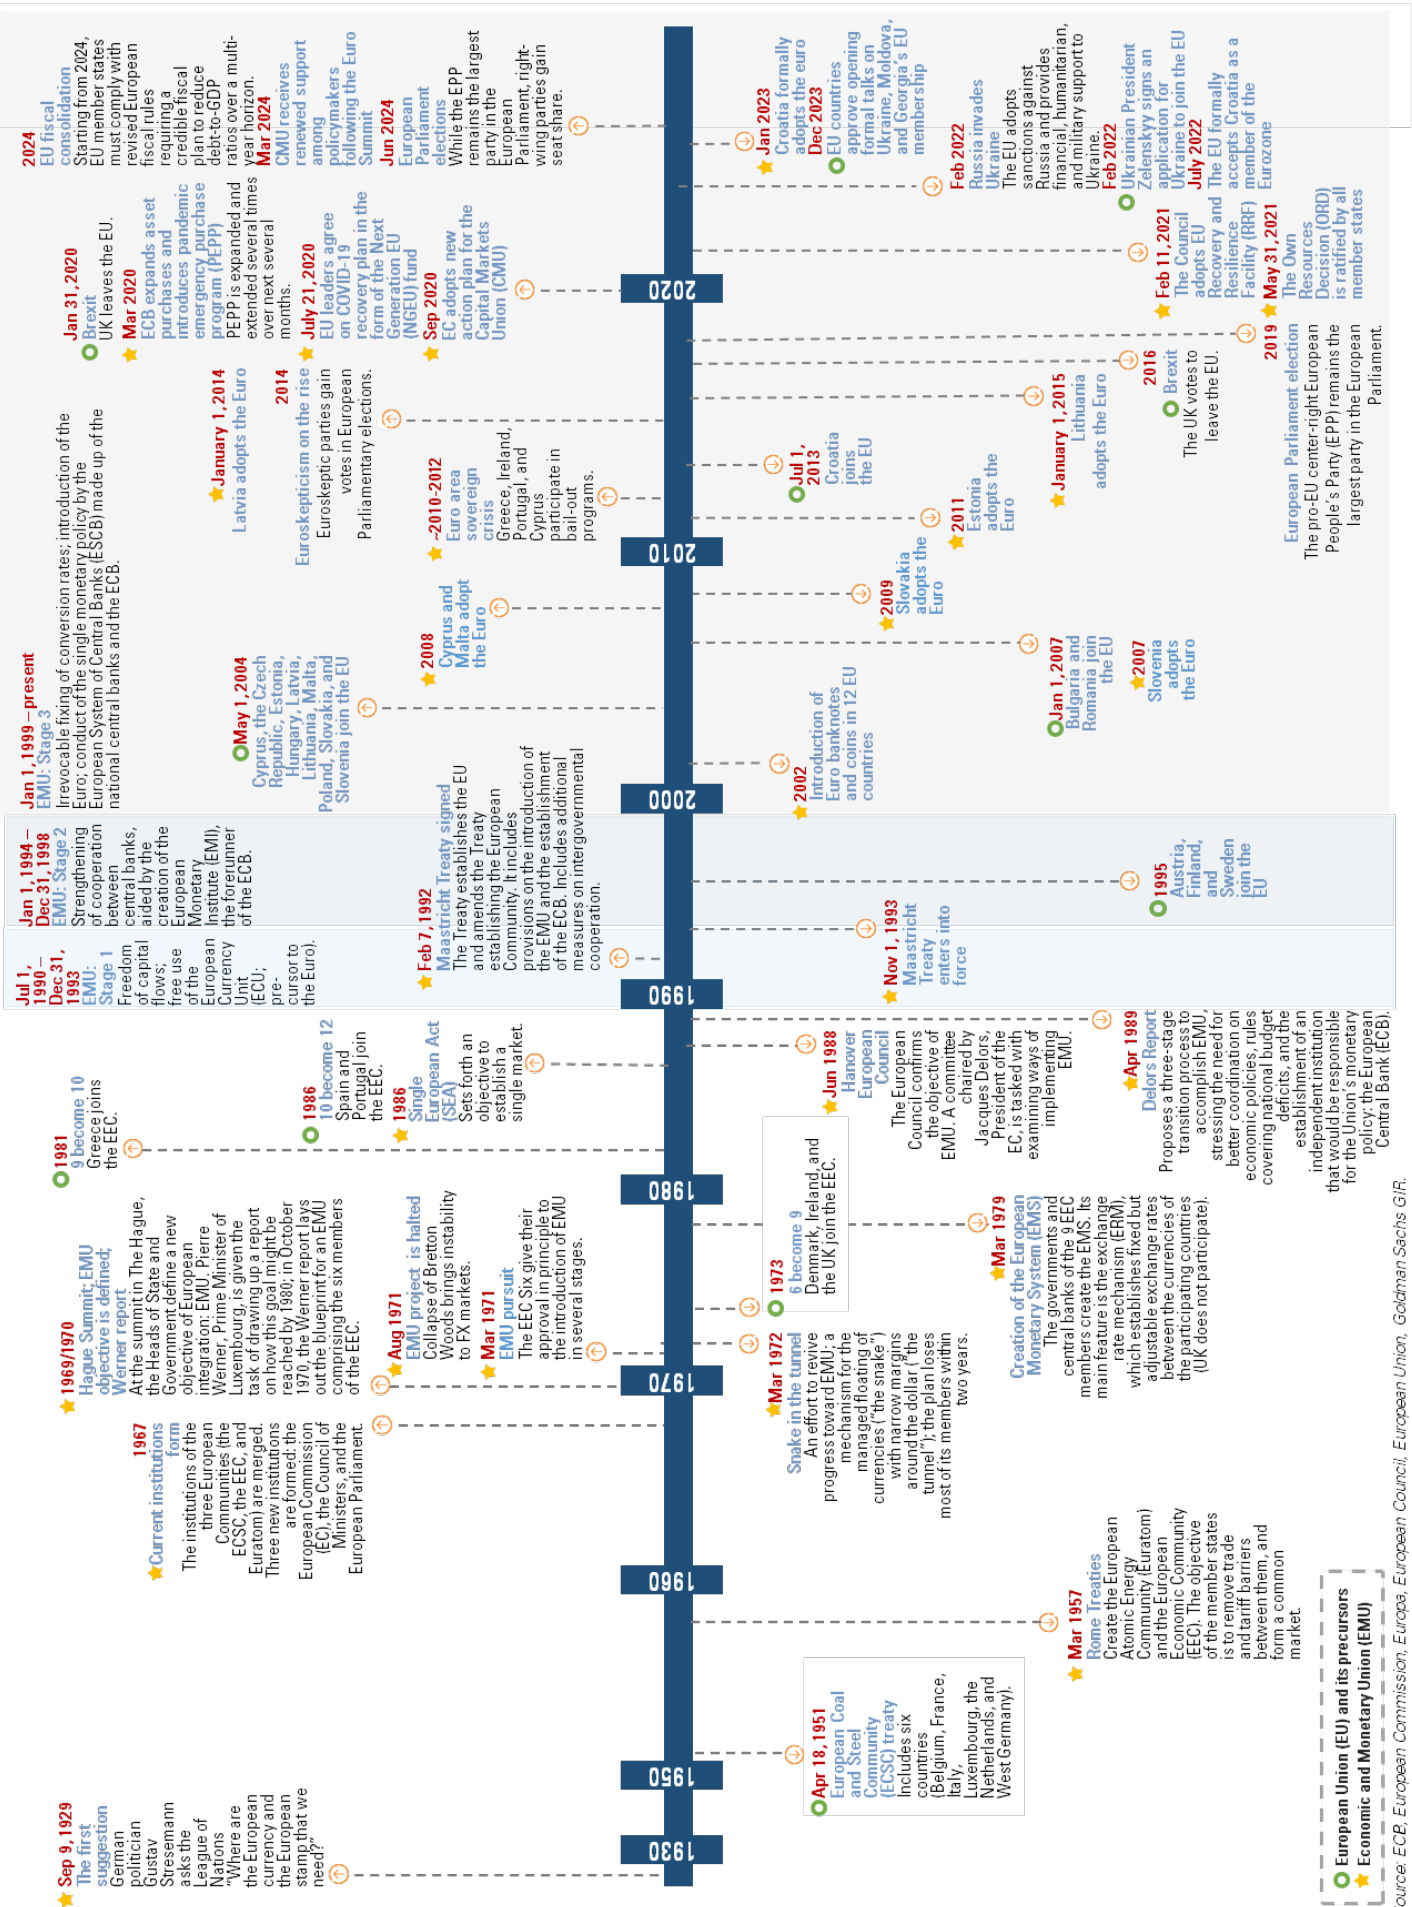 Sep 9, 1929
The first
suggestion
German
politician
Gustav
Stresemann
asks the
League of
Nations
“Where are
the European
currency and
the European
stamp that we
need?”
1967
Current institutions
form
The institutions of the
three European
Communities (the
ECSC, the EEC, and
Euratom) are merged.
Three new institutions
are formed: the
European Commission
(EC), the Council of
Ministers, and the
European Parliament.
1969/1970
Hague Summit; EMU
objective is defined;
Werner report
At the summit in The Hague,
the Heads of State and
Government define a new
objective of European
integration: EMU. Pierre
Werner, Prime Minister of
Luxembourg, is given the
task of drawing up a report
on how this goal might be
reached by 1980; in October
1970, the Werner report lays
out the blueprint for an EMU
comprising the six members
of the EEC.
Aug 1971
EMU project is halted
Collapse of Bretton
Woods brings instability
to FX markets.
Mar 1971
EMU pursuit
The EEC Six give their
approval in principle to
the introduction of EMU
in several stages.
1981
9 become 10
Greece joins
the EEC.
1986
10 become 12
Spain and
Portugal join
the EEC.
1986
Single
European Act
(SEA)
Sets forth an
objective to
establish a
single market.
Jul 1,
1990 –
Dec 31,
1993
EMU:
Stage 1
Freedom
of capital
flows;
free use
of the
European
Currency
Unit
(ECU;
pre-
cursor to
the Euro).
Jan 1, 1994 –
Dec 31, 1998
EMU: Stage 2
Strengthening
of cooperation
between
central banks,
aided by the
creation of the
European
Monetary
Institute (EMI),
the forerunner
of the ECB.
Feb 7, 1992
Maastricht Treaty signed
The Treaty establishes the EU
and amends the Treaty
establishing the European
Community. It includes
provisions on the introduction of
the EMU and the establishment
of the ECB. Includes additional
measures on intergovernmental
cooperation.
Jan 1, 1999 – present
EMU: Stage 3
Irrevocable fixing of conversion rates; introduction of the
Euro; conduct of the single monetary policy by the
European System of Central Banks (ESCB) made up of the
national central banks and the ECB.
May 1, 2004
Cyprus, the Czech
Republic, Estonia,
Hungary, Latvia,
Lithuania, Malta,
Poland, Slovakia, and
Slovenia join the EU
2008
Cyprus and
Malta adopt
the Euro
~2010-2012
Euro area
sovereign
crisis
Greece, Ireland,
Portugal, and
Cyprus
participate in
bail-out
programs.
January 1, 2014
Latvia adopts the Euro
2014
Euroskepticism on the rise
Euroskeptic parties gain
votes in European
Parliamentary elections.
Jan 31, 2020
Brexit
UK leaves the EU.
Mar 2020
ECB expands asset
purchases and
introduces pandemic
emergency purchase
program (PEPP)
PEPP is expanded and
extended several times
over next several
months.
July 21, 2020
EU leaders agree
on COVID-19
recovery plan in the
form of the Next
Generation EU
(NGEU) fund
Sep 2020
EC adopts new
action plan for the
Capital Markets
Union (CMU)
2024
EU fiscal
consolidation
Starting from 2024,
EU member states
must comply with
revised European
fiscal rules
requiring a
credible fiscal
plan to reduce
debt-to-GDP
ratios over a multi-
year horizon.
Mar 2024
CMU receives
renewed support
among
policymakers
following the Euro
Summit
Jun 2024
European
Parliament
elections
While the EPP
remains the largest
party in the
European
Parliament, right-
wing parties gain
seat share.
1930
1950
1960
1970
1980
1990
2000
2010
2020
Apr 18, 1951
European Coal
and Steel
Community
(ECSC) treaty
Includes six
countries
(Belgium, France,
Italy,
Luxembourg, the
Netherlands, and
West Germany).
Mar 1957
Rome Treaties
Create the European
Atomic Energy
Community (Euratom)
and the European
Economic Community
(EEC). The objective
of the member states
is to remove trade
and tariff barriers
between them, and
form a common
market.
Mar 1972
Snake in the tunnel
An effort to revive
progress toward EMU; a
mechanism for the
managed floating of
currencies (“the snake”)
with narrow margins
around the dollar (“the
tunnel”); the plan loses
most of its members within
two years.
1973
6 become 9
Denmark, Ireland, and
the UK join the EEC.
Mar 1979
Creation of the European
Monetary System (EMS)
The governments and
central banks of the 9 EEC
members create the EMS. Its
main feature is the exchange
rate mechanism (ERM),
which establishes fixed but
adjustable exchange rates
between the currencies of
the participating countries
(UK does not participate).
Jun 1988
Hanover
European
Council
The European
Council confirms
the objective of
EMU. A committee
chaired by
Jacques Delors,
President of the
EC, is tasked with
examining ways of
implementing
EMU.
Apr 1989
Delors Report
Proposes a three-stage
transition process to
accomplish EMU,
stressing the need for
better coordination on
economic policies, rules
covering national budget
deficits, and the
establishment of an
independent institution
that would be responsible
for the Union’s monetary
policy: the European
Central Bank (ECB).
Nov 1, 1993
Maastricht
Treaty
enters into
force
1995
Austria,
Finland,
and
Sweden
join the
EU
2002
Introduction of
Euro banknotes
and coins in 12 EU
countries
Jan 1, 2007
Bulgaria and
Romania join
the EU
2007
Slovenia
adopts
the Euro
2009
Slovakia
adopts the
Euro
2011
Estonia
adopts the
Euro
Jul 1,
2013
Croatia
joins
the EU
January 1, 2015
Lithuania
adopts the Euro
2016
Brexit
The UK votes to
leave the EU.
2019
European Parliament election
The pro-EU center-right European
People’s Party (EPP) remains the
largest party in the European
Parliament.
Feb 11, 2021
The Council
adopts EU
Recovery and
Resilience
Facility (RRF)
May 31, 2021
The Own
Resources
Decision (ORD)
is ratified by all
member states
Feb 2022
Russia invades
Ukraine
The EU adopts
sanctions against
Russia and provides
financial, humanitarian,
and military support to
Ukraine.
Feb 2022
Ukrainian President
Zelenskyy signs an
application for
Ukraine to join the EU
July 2022
The EU formally
accepts Croatia as a
member of the
Eurozone
Jan 2023
Croatia formally
adopts the euro
Dec 2023
EU countries
approve opening
formal talks on
Ukraine, Moldova,
and Georgia’s EU
membership
European Union (EU) and its precursors
Economic and Monetary Union (EMU)
ource: ECB, European Commission, Europa, European Council, European Union, Goldman Sachs GIR.